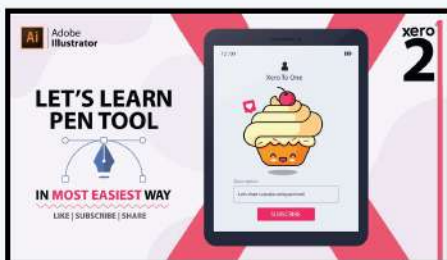 Ai
Adobe
Illustrator
xero
2
LET'S LEARN
PEN TOOL
IN MOST EASIEST WAY
LIKE | SUBSCRIBE | SHARE
Xero To One
SUBSCRIBE